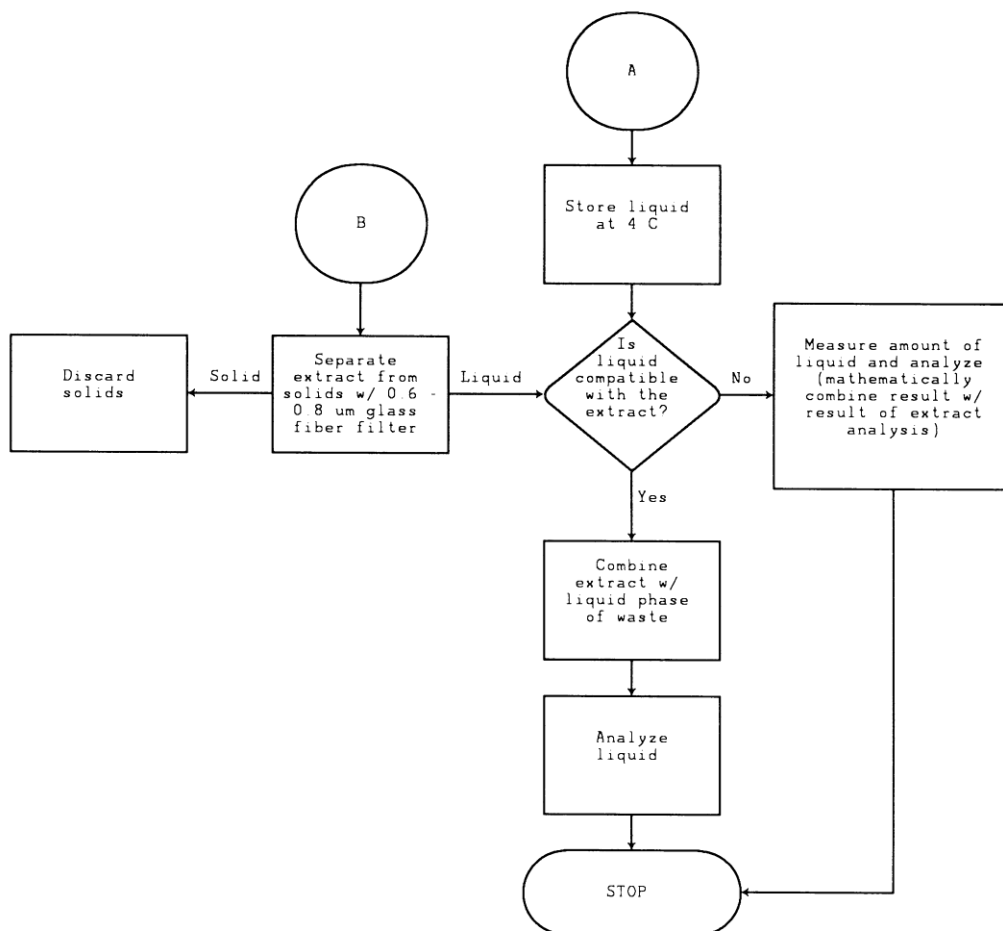 A
Store liquid
at 4 C
B
Discard
solids
Solid
Separate
extract from
solids w/ 0.6 -
0.8 um glass
fiber filter
Liquid
Is
liquid
compatible
with the
extract?
No
Measure amount of
liquid and analyze
(mathematically
combine result w/
result of extract
analysis)
Yes
Combine
extract w/
liquid phase
of waste
Analyze
liquid
STOP